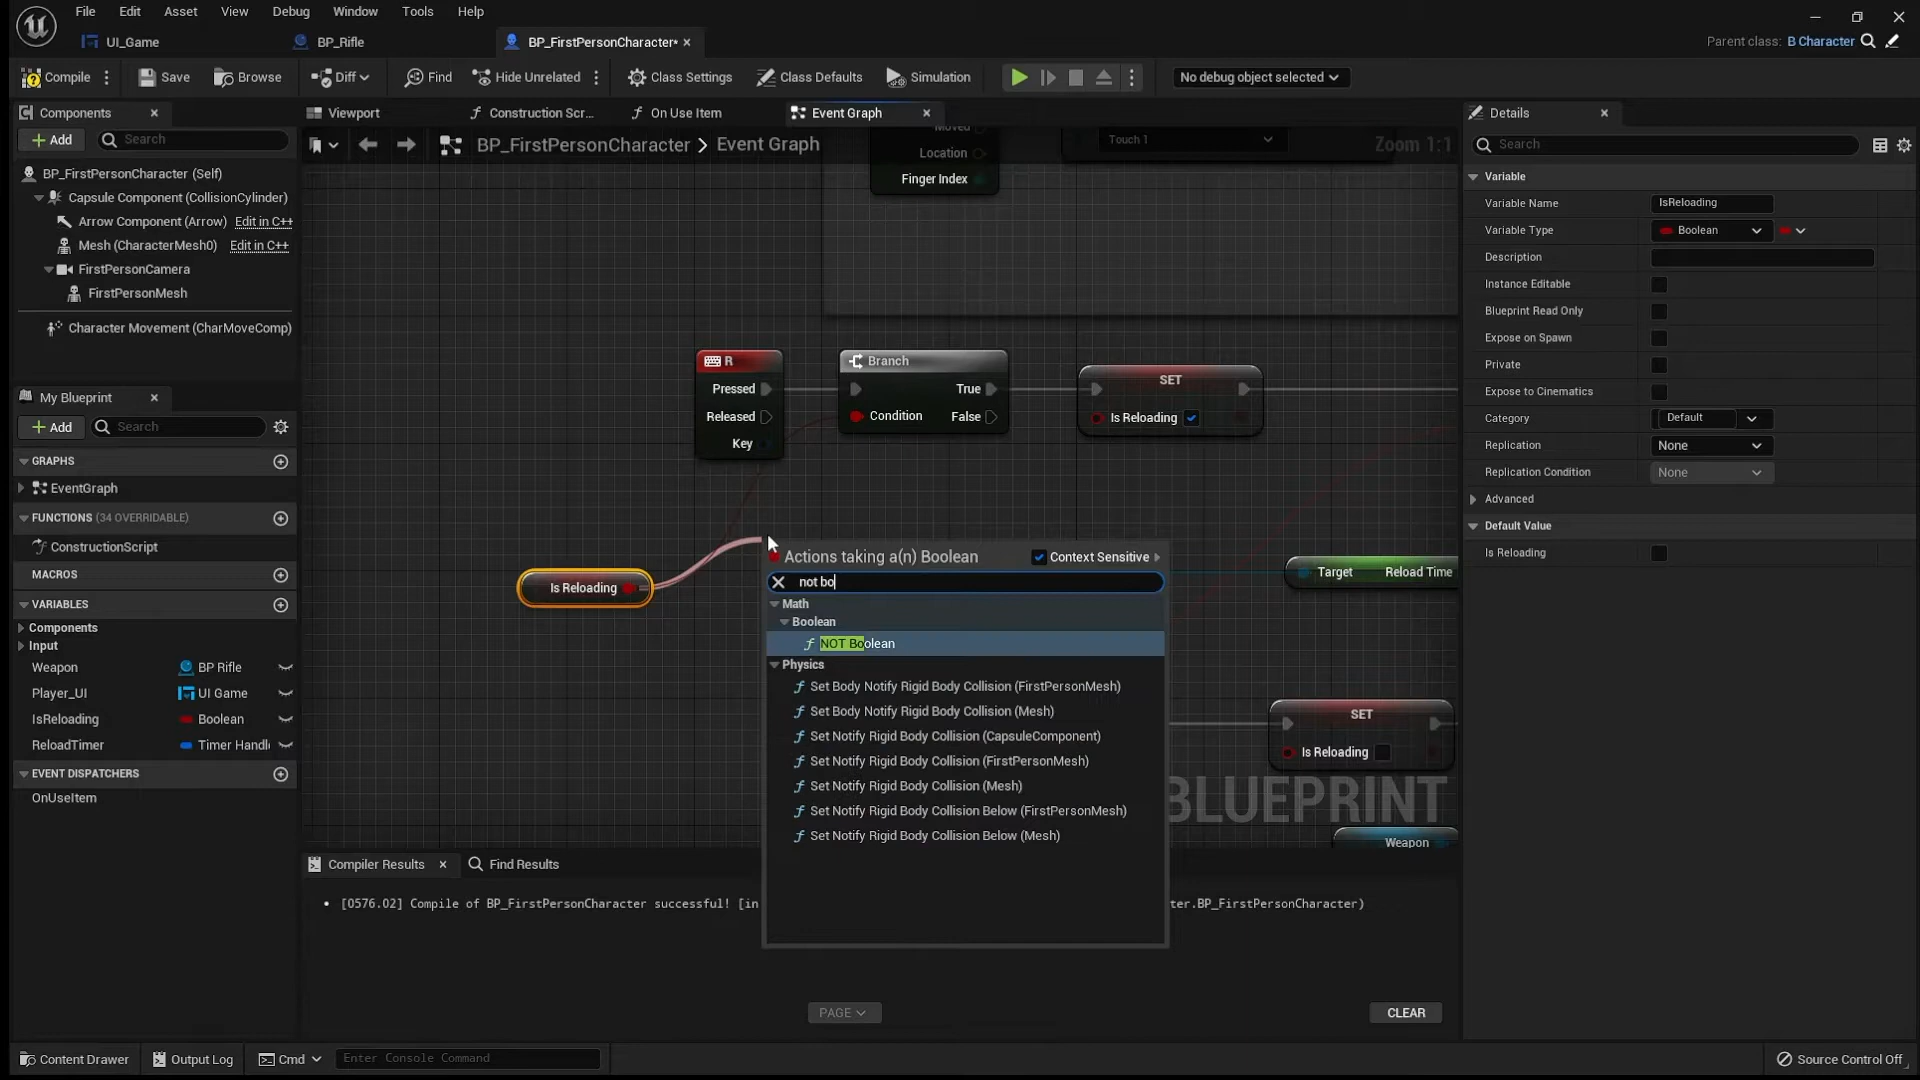 File Edit Asset View Debug Window Tools Help
UI_Game BP_Rifle BP_FirstPersonCharacter* Parent class: B Character
Compile Save Browse Diff Find Hide Unrelated Class Settings Class Defaults Simulation No debug object selected
Components Viewport Construction Scr... On Use Item Event Graph Details
Add Search BP_FirstPersonCharacter > Event Graph Zoom 1:1 Search
BP_FirstPersonCharacter (Self)
Capsule Component (CollisionCylinder)
Arrow Component (Arrow) Edit in C++
Mesh (CharacterMesh0) Edit in C++
FirstPersonCamera
FirstPersonMesh
Character Movement (CharMoveComp)
My Blueprint
Add Search
GRAPHS
EventGraph
FUNCTIONS (34 OVERRIDABLE)
ConstructionScript
MACROS
VARIABLES
Components
Input
Weapon BP Rifle
Player_UI UI Game
IsReloading Boolean
ReloadTimer Timer Handl
EVENT DISPATCHERS
OnUseItem
Moved
Location
Finger Index
Touch 1
R
Pressed
Released
Key
Branch
True
Condition False
SET
Is Reloading
Is Reloading
Actions taking a(n) Boolean Context Sensitive
not bo
Math
Boolean
NOT Boolean
Physics
Set Body Notify Rigid Body Collision (FirstPersonMesh)
Set Body Notify Rigid Body Collision (Mesh)
Set Notify Rigid Body Collision (CapsuleComponent)
Set Notify Rigid Body Collision (FirstPersonMesh)
Set Notify Rigid Body Collision (Mesh)
Set Notify Rigid Body Collision Below (FirstPersonMesh)
Set Notify Rigid Body Collision Below (Mesh)
Target Reload Time
SET
Is Reloading
BLUEPRINT
Weapon
Compiler Results Find Results
[0576.02] Compile of BP_FirstPersonCharacter successful! [in
ter.BP_FirstPersonCharacter)
PAGE CLEAR
Variable
Variable Name IsReloading
Variable Type Boolean
Description
Instance Editable
Blueprint Read Only
Expose on Spawn
Private
Expose to Cinematics
Category Default
Replication None
Replication Condition None
Advanced
Default Value
Is Reloading
Content Drawer Output Log Cmd Enter Console Command Source Control Off